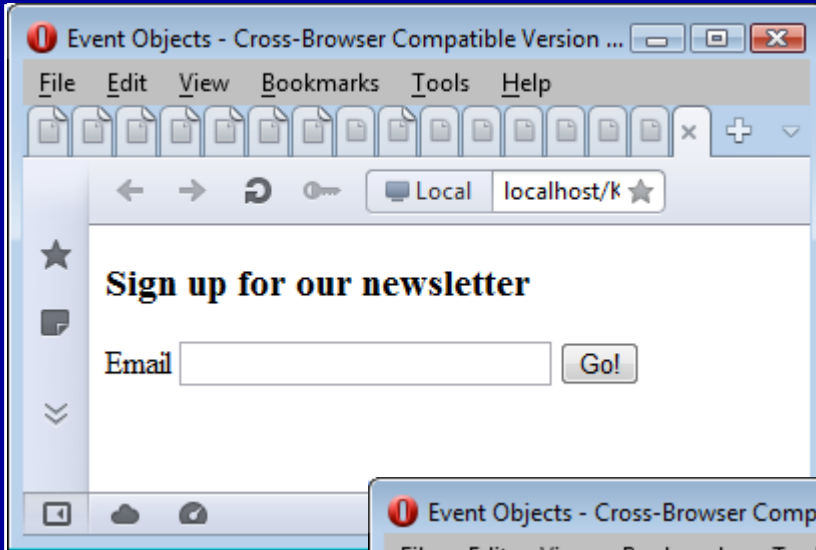 Event Objects - Cross-Browser Compatible Version ...
File Edit View Bookmarks Tools Help
Local localhost/K
Sign up for our newsletter
Email Go!
Event Objects - Cross-Browser Comp